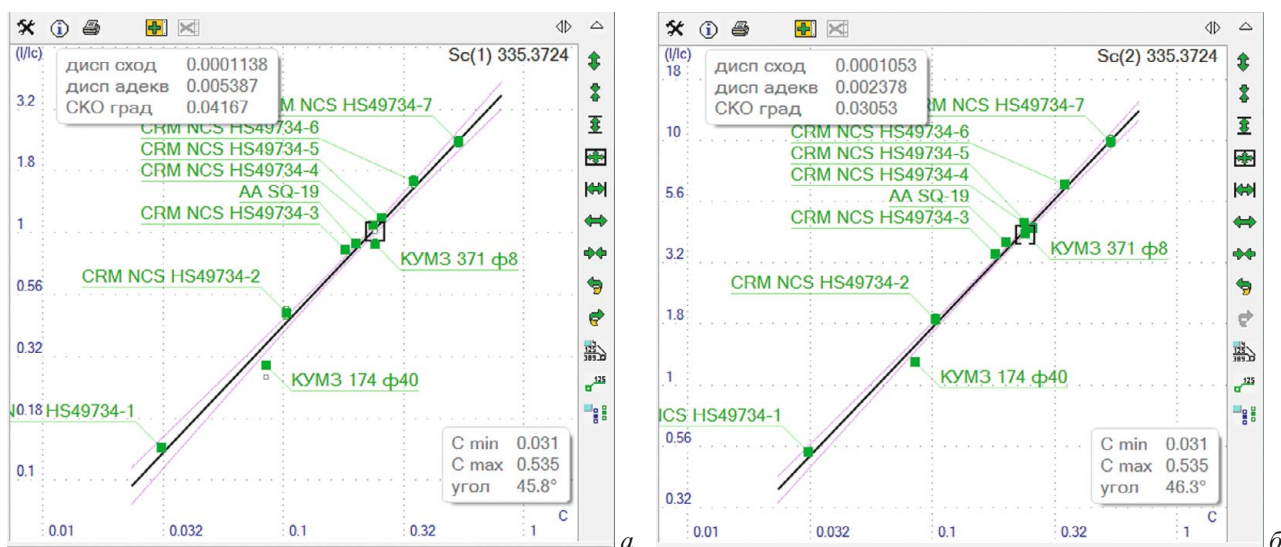 (I/Ic)
Sc(1) 335.3724
дисп сход 0.0001138
дисп адекв 0.005387
СКО град 0.04167
M NCS HS49734-7
CRM NCS HS49734-6
CRM NCS HS49734-5
CRM NCS HS49734-4
AA SQ-19
CRM NCS HS49734-3
КУМЗ 371 ф8
CRM NCS HS49734-2
КУМЗ 174 ф40
HS49734-1
3.2
1.8
1
0.56
0.32
0.18
0.1
C min 0.031
C max 0.535
угол 45.8°
0.01 0.032 0.1 0.32 1
C
125
389.D
125
а
(I/Ic)
Sc(2) 335.3724
дисп сход 0.0001053
дисп адекв 0.002378
СКО град 0.03053
M NCS HS49734-7
CRM NCS HS49734-6
CRM NCS HS49734-5
CRM NCS HS49734-4
AA SQ-19
CRM NCS HS49734-3
КУМЗ 371 ф8
CRM NCS HS49734-2
КУМЗ 174 ф40
ICS HS49734-1
18
10
5.6
3.2
1.8
1
0.56
0.32
C min 0.031
C max 0.535
угол 46.3°
0.01 0.032 0.1 0.32 1
C
125
389.D
125
б